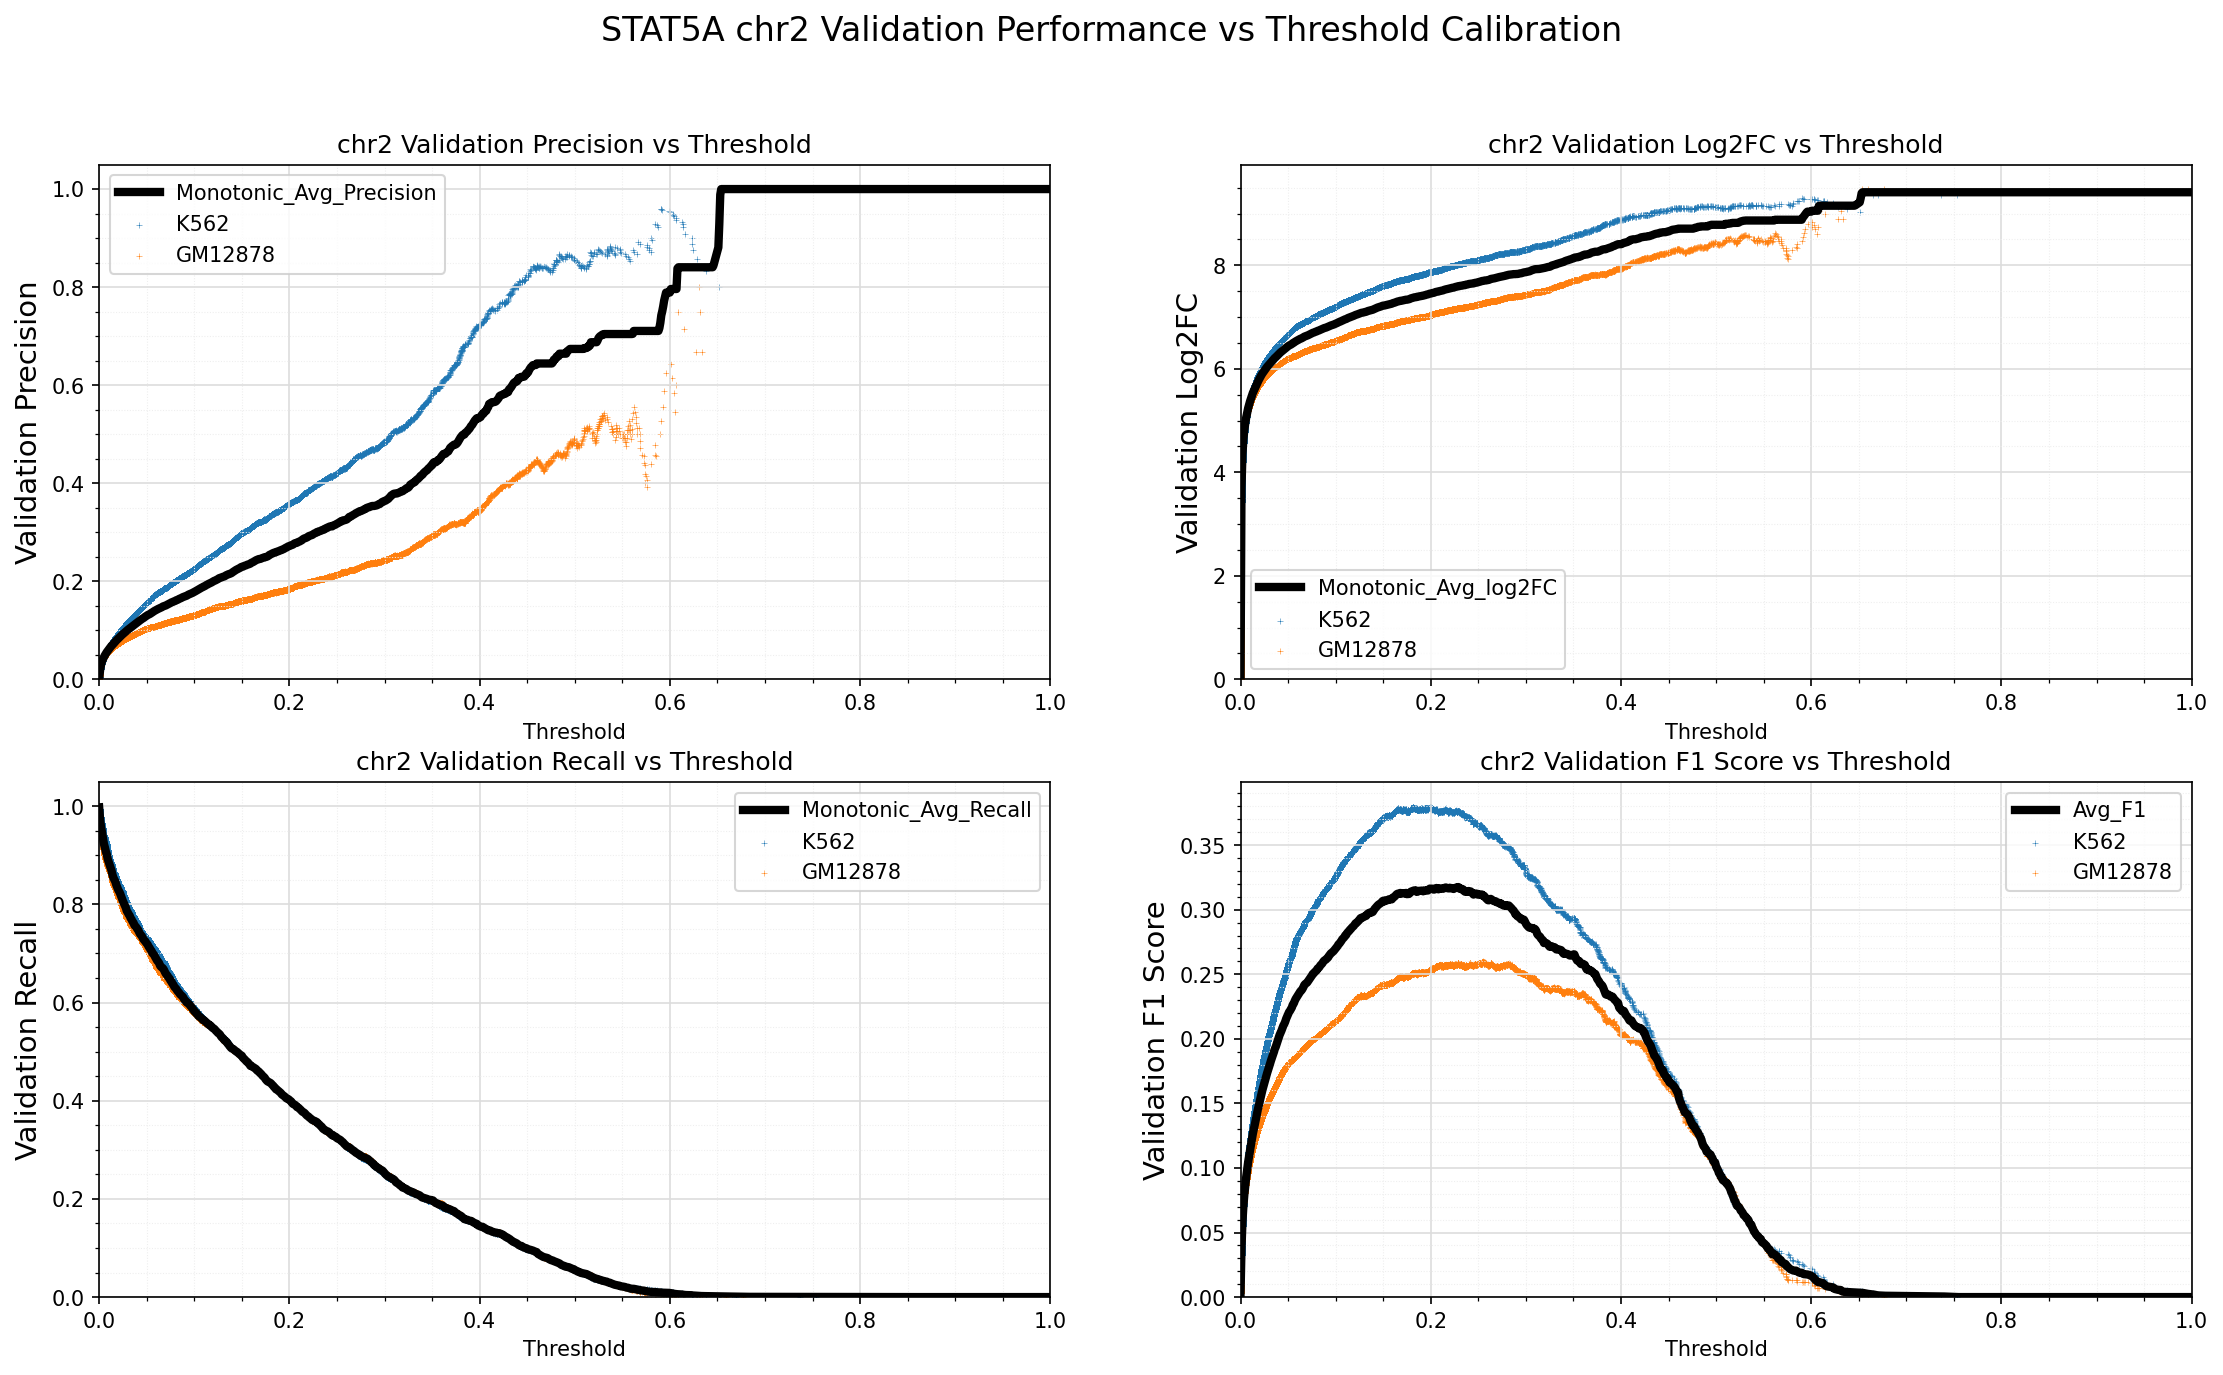 STAT5A chr2 Validation Performance vs Threshold Calibration
chr2 Validation Precision vs Threshold
Validation Precision
1.0
0.8
0.6
0.4
0.2
0.0
Monotonic_Avg_Precision
K562
GM12878
0.0 0.2 0.4 0.6 0.8 1.0
Threshold
chr2 Validation Log2FC vs Threshold
Validation Log2FC
8
6
4
2
0
Monotonic_Avg_log2FC
K562
GM12878
0.0 0.2 0.4 0.6 0.8 1.0
Threshold
chr2 Validation Recall vs Threshold
Validation Recall
1.0
0.8
0.6
0.4
0.2
0.0
Monotonic_Avg_Recall
K562
GM12878
0.0 0.2 0.4 0.6 0.8 1.0
Threshold
chr2 Validation F1 Score vs Threshold
Validation F1 Score
0.35
0.30
0.25
0.20
0.15
0.10
0.05
0.00
Avg_F1
K562
GM12878
0.0 0.2 0.4 0.6 0.8 1.0
Threshold